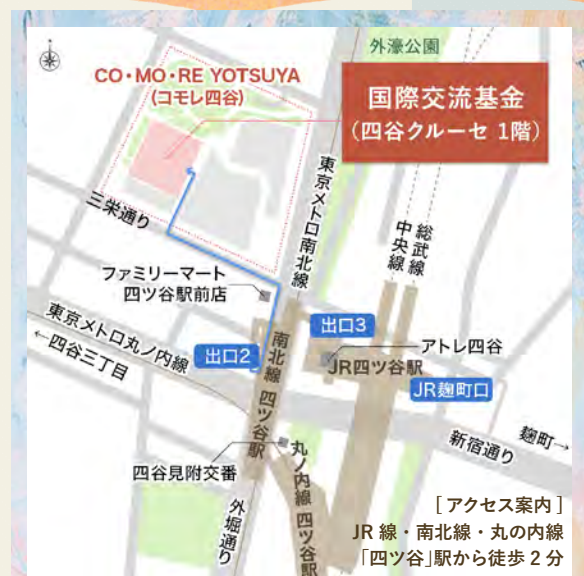 外濠公園
CO・MO・RE YOTSUYA
(コモレ四谷)
国際交流基金
(四谷クルーセ 1階)
三栄通り
東京メトロ南北線
総武線
中央線
ファミリーマート
四ツ谷駅前店
東京メトロ丸ノ内線
←四谷三丁目
出口2
出口3
アトレ四谷
JR四ツ谷駅
JR麹町口
南北線 四ツ谷駅
麹町→
新宿通り
四谷見附交番
丸ノ内線 四ツ谷駅
外堀通り
[アクセス案内]
JR 線・南北線・丸の内線
「四ツ谷」駅から徒歩 2 分